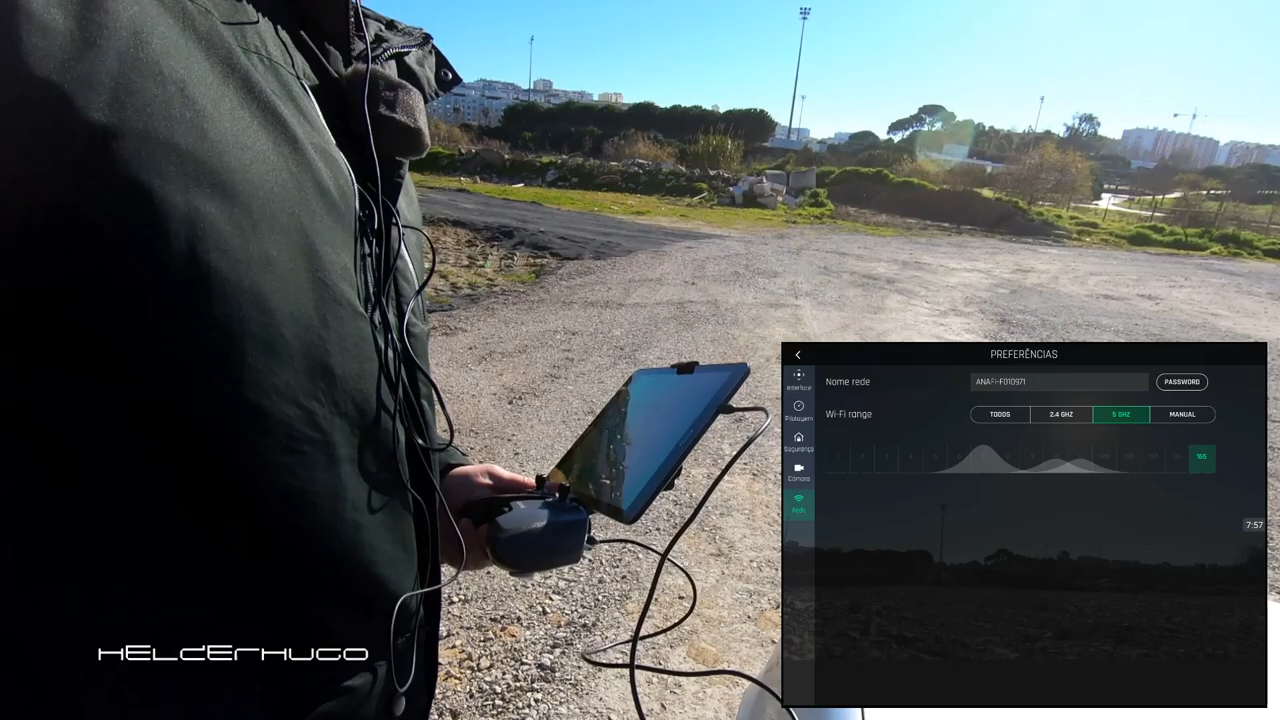 PREFERÊNCIAS
Nome rede
ANAFI-F010971
PASSWORD
Wi-Fi range
TODOS
2.4 GHZ
5 GHZ
MANUAL
165
Interface
Pilotagem
Segurança
Câmara
Rede
7:57
HELDERHUGO